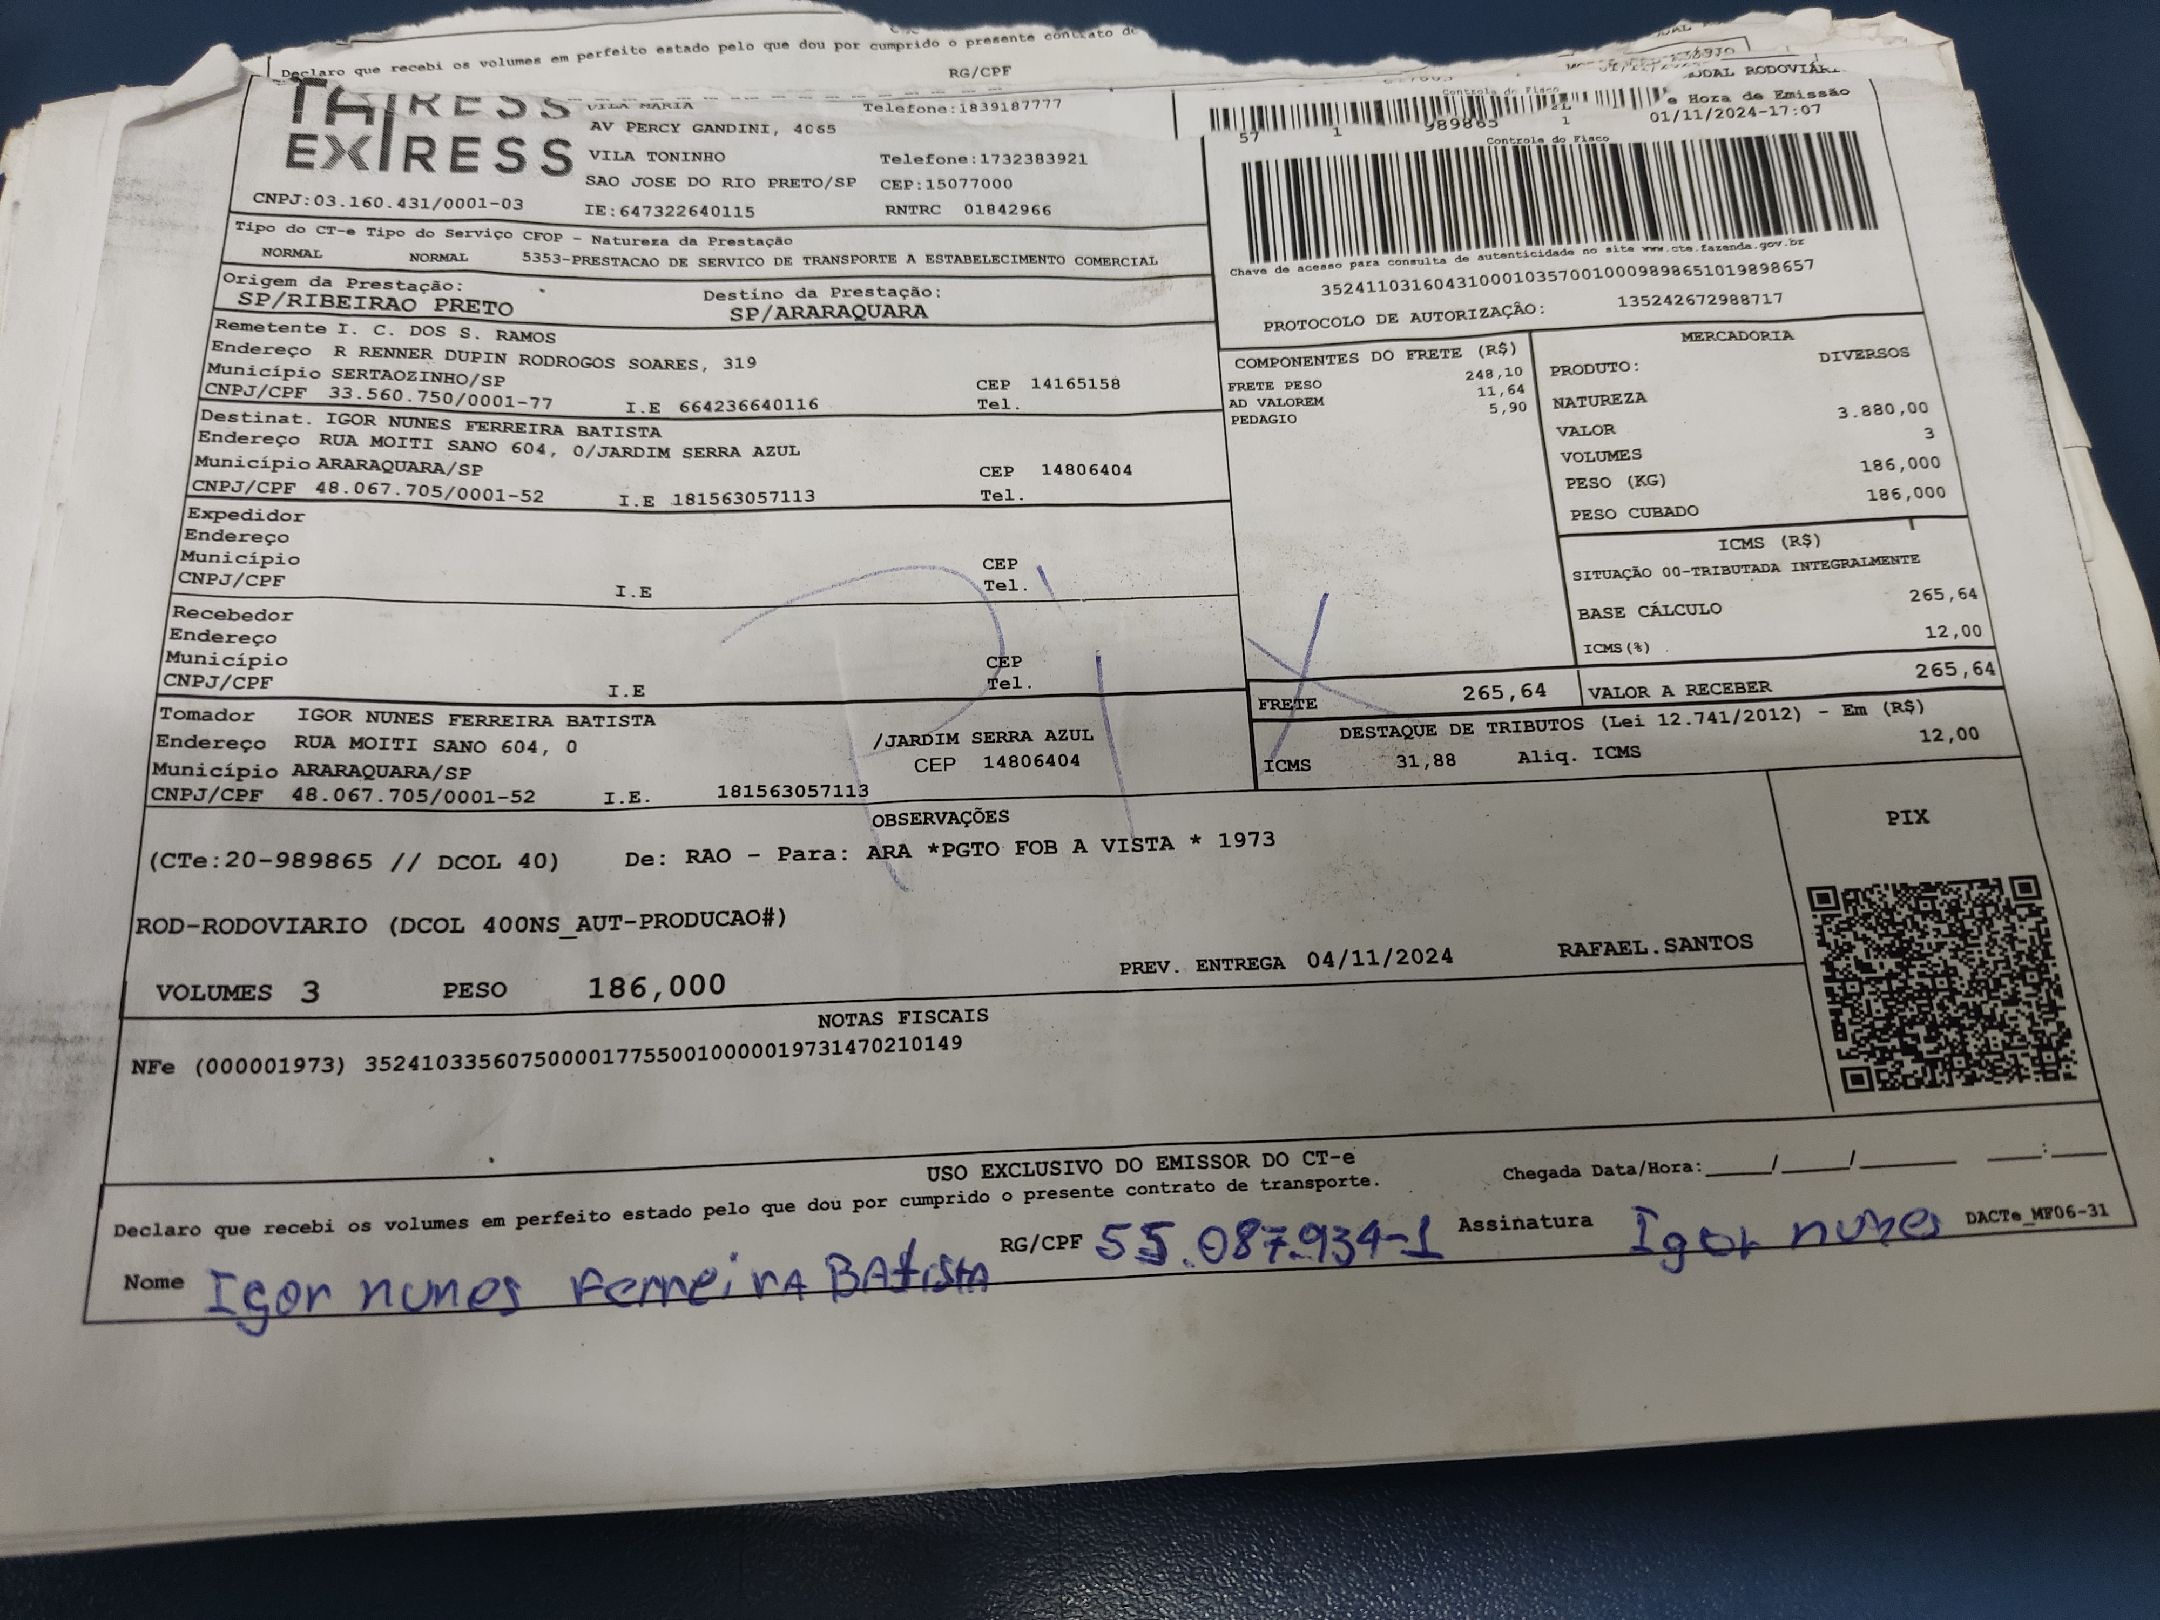 Declaro que recebi os volumes em perfeito estado pelo que dou por cumprido o presente contrato de
RG/CPF
MODAL RODOVIÁR
VILA MARIA Telefone:1839187777
e Hora de Emissão
01/11/2024-17:07
Controle do Fisco
57 1 989865 1
EXPRESS
AV PERCY GANDINI, 4065
VILA TONINHO Telefone:1732383921
SAO JOSE DO RIO PRETO/SP CEP:15077000
CNPJ:03.160.431/0001-03 IE:647322640115 RNTRC 01842966
Controle do Fisco
Chave de acesso para consulta de autenticidade no site www.cte.fazenda.gov.br
35241103160431000103570010009898651019898657
PROTOCOLO DE AUTORIZAÇÃO: 135242672988717
Tipo do CT-e Tipo do Serviço CFOP - Natureza da Prestação
NORMAL NORMAL 5353-PRESTACAO DE SERVICO DE TRANSPORTE A ESTABELECIMENTO COMERCIAL
Origem da Prestação: Destino da Prestação:
SP/RIBEIRAO PRETO SP/ARARAQUARA
Remetente I. C. DOS S. RAMOS
Endereço R RENNER DUPIN RODROGOS SOARES, 319
Município SERTAOZINHO/SP CEP 14165158
CNPJ/CPF 33.560.750/0001-77 I.E 664236640116 Tel.
Destinat. IGOR NUNES FERREIRA BATISTA
Endereço RUA MOITI SANO 604, 0/JARDIM SERRA AZUL
Município ARARAQUARA/SP CEP 14806404
CNPJ/CPF 48.067.705/0001-52 I.E 181563057113 Tel.
Expedidor
Endereço
Município CEP
CNPJ/CPF I.E Tel.
Recebedor
Endereço
Município CEP
CNPJ/CPF I.E Tel.
Tomador IGOR NUNES FERREIRA BATISTA
Endereço RUA MOITI SANO 604, 0 /JARDIM SERRA AZUL
Município ARARAQUARA/SP CEP 14806404
CNPJ/CPF 48.067.705/0001-52 I.E. 181563057113
COMPONENTES DO FRETE (R$)
FRETE PESO 248,10
AD VALOREM 11,64
PEDAGIO 5,90
MERCADORIA
PRODUTO: DIVERSOS
NATUREZA
VALOR 3.880,00
VOLUMES 3
PESO (KG) 186,000
PESO CUBADO 186,000
ICMS (R$)
SITUAÇÃO 00-TRIBUTADA INTEGRALMENTE
BASE CÁLCULO 265,64
ICMS(%) 12,00
FRETE 265,64 VALOR A RECEBER 265,64
DESTAQUE DE TRIBUTOS (Lei 12.741/2012) - Em (R$)
ICMS 31,88 Aliq. ICMS 12,00
OBSERVAÇÕES
(CTe:20-989865 // DCOL 40) De: RAO - Para: ARA *PGTO FOB A VISTA * 1973
PIX
ROD-RODOVIARIO (DCOL 400NS_AUT-PRODUCAO#)
PREV. ENTREGA 04/11/2024 RAFAEL.SANTOS
VOLUMES 3 PESO 186,000
NOTAS FISCAIS
NFe (000001973) 35241033560750000177550010000019731470210149
USO EXCLUSIVO DO EMISSOR DO CT-e
Declaro que recebi os volumes em perfeito estado pelo que dou por cumprido o presente contrato de transporte.
Chegada Data/Hora:____/____/______ ___:___
Nome Igor nunes Ferreira BAtistA RG/CPF 55.087.934-1 Assinatura Igor nunes DACTe_MF06-31